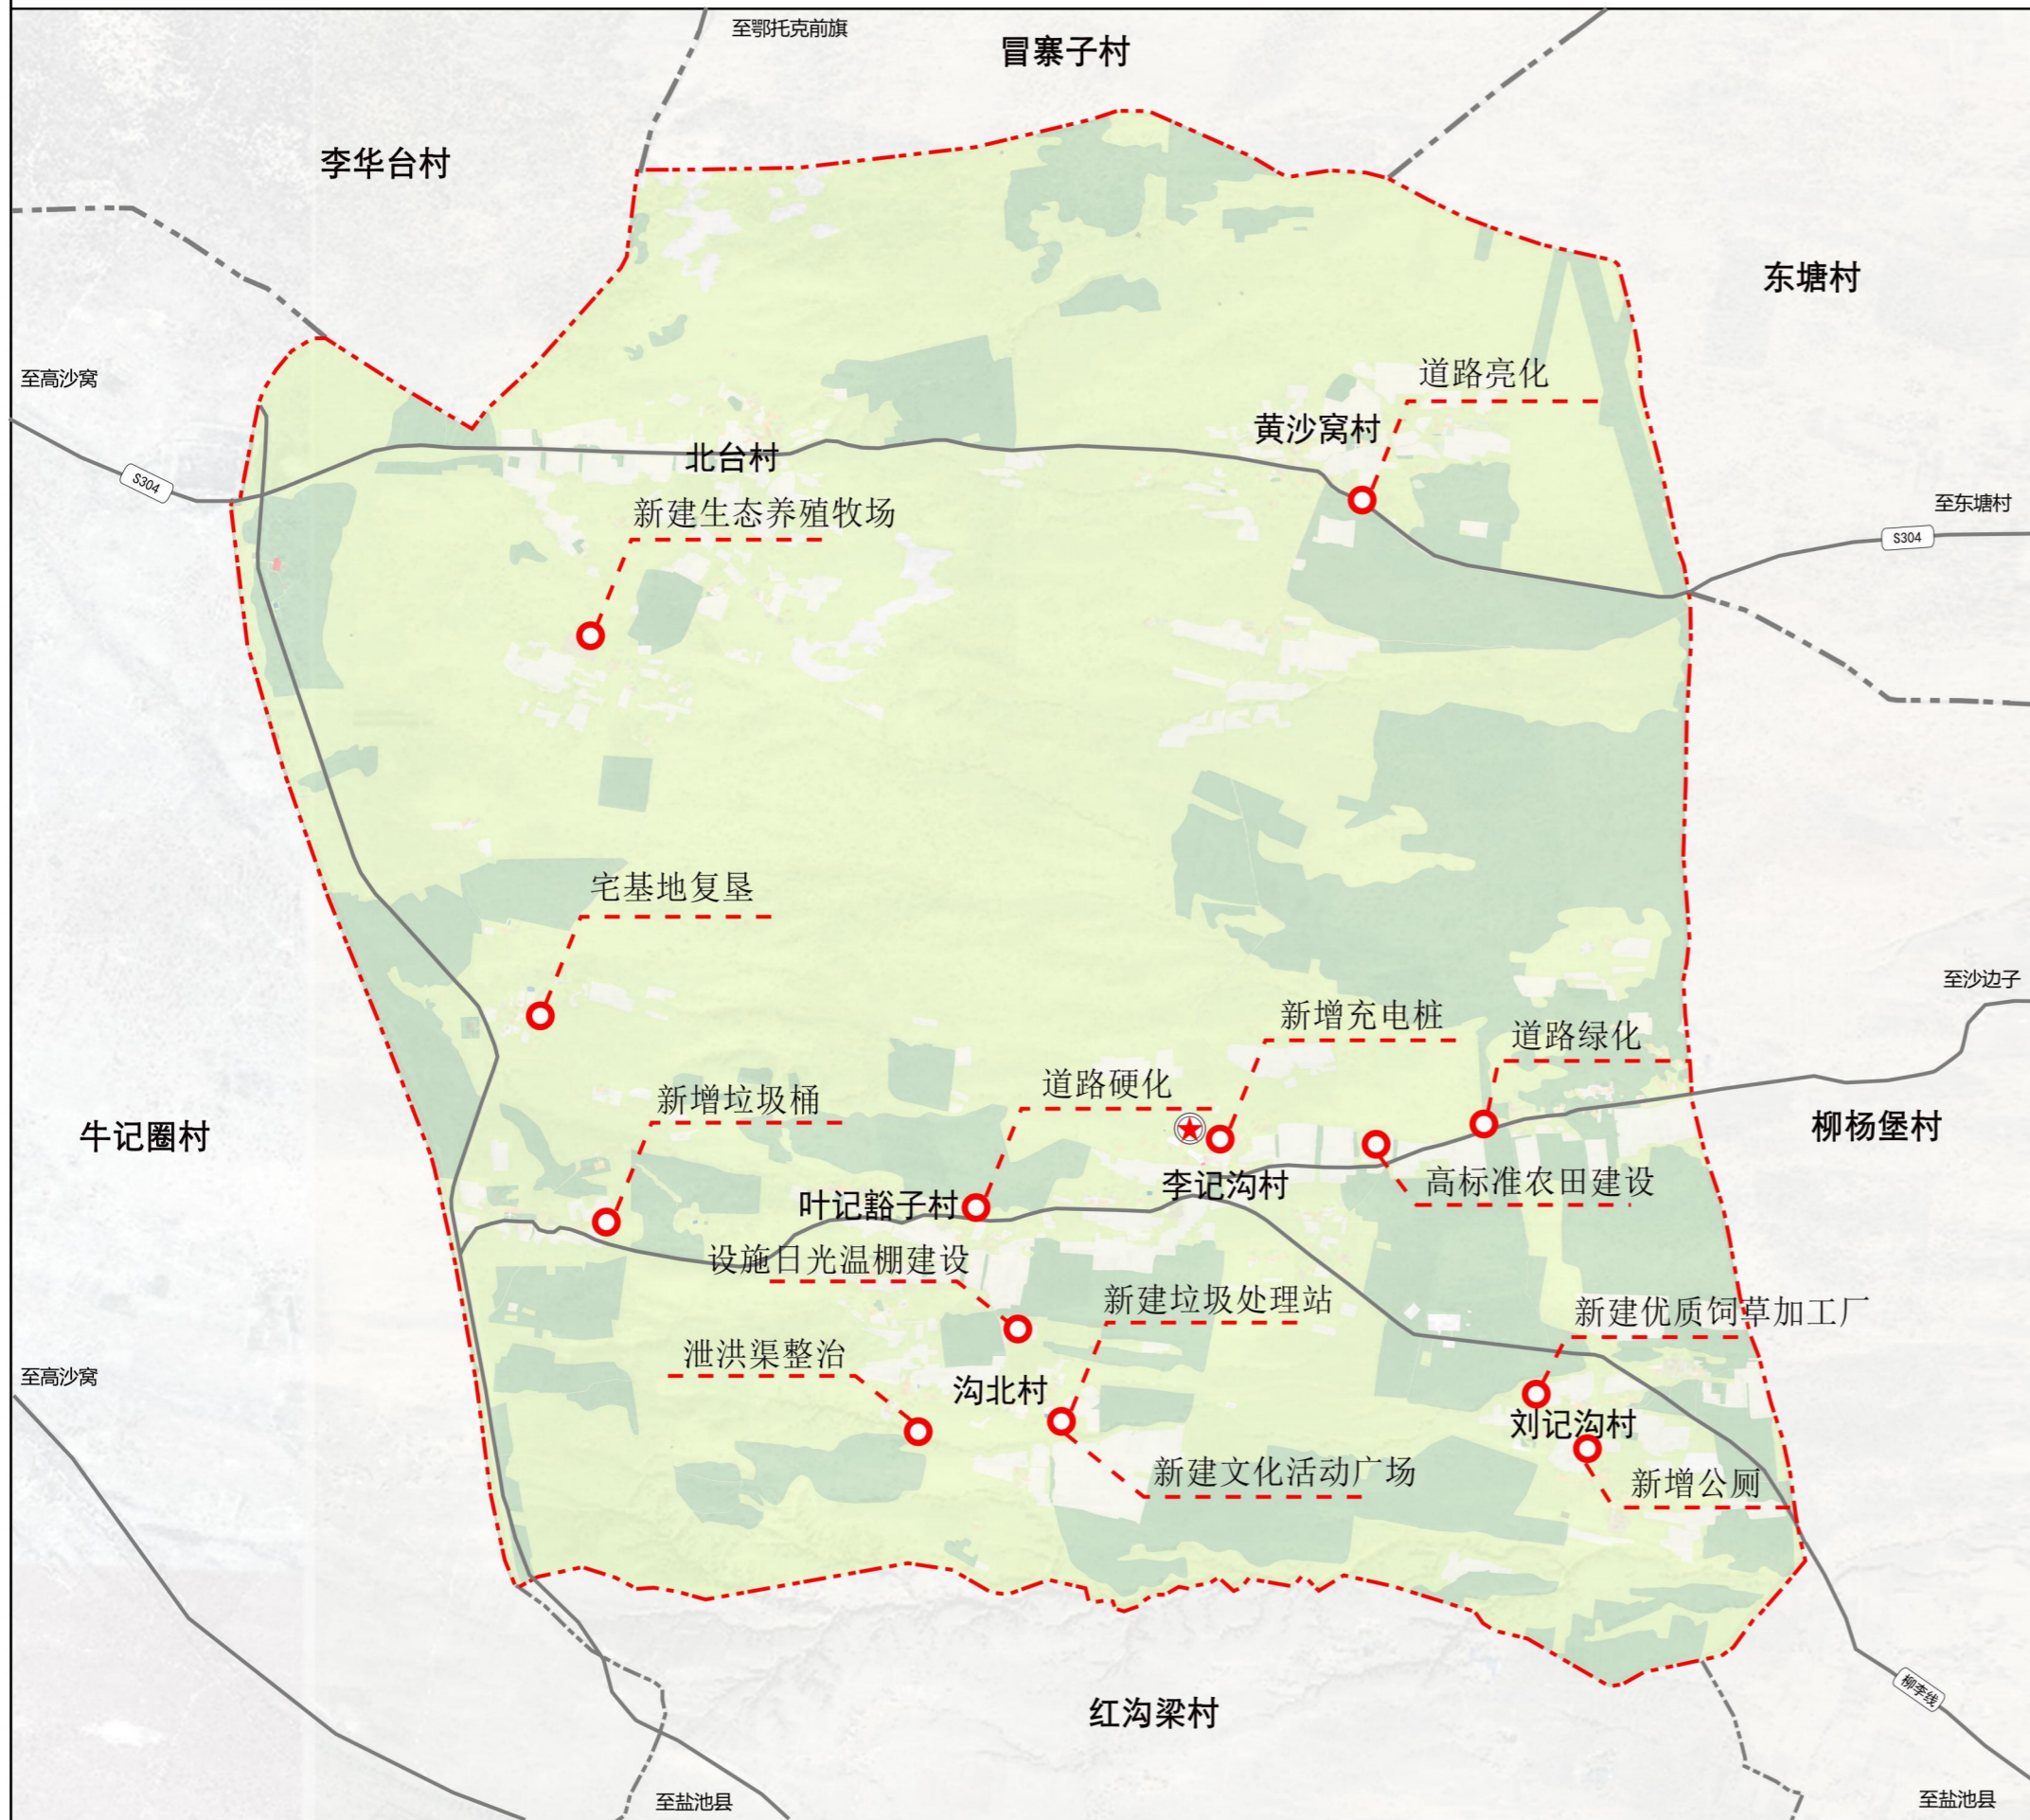 至鄂托克前旗
冒寨子村
李华台村
东塘村
至高沙窝
道路亮化
黄沙窝村
北台村
S304
新建生态养殖牧场
至东塘村
S304
宅基地复垦
至沙边子
新增充电桩
道路绿化
道路硬化
新增垃圾桶
牛记圈村
柳杨堡村
李记沟村
高标准农田建设
叶记豁子村
设施日光温棚建设
新建垃圾处理站
新建优质饲草加工厂
泄洪渠整治
至高沙窝
沟北村
刘记沟村
新建文化活动广场
新增公厕
柳李线
红沟梁村
至盐池县
至盐池县